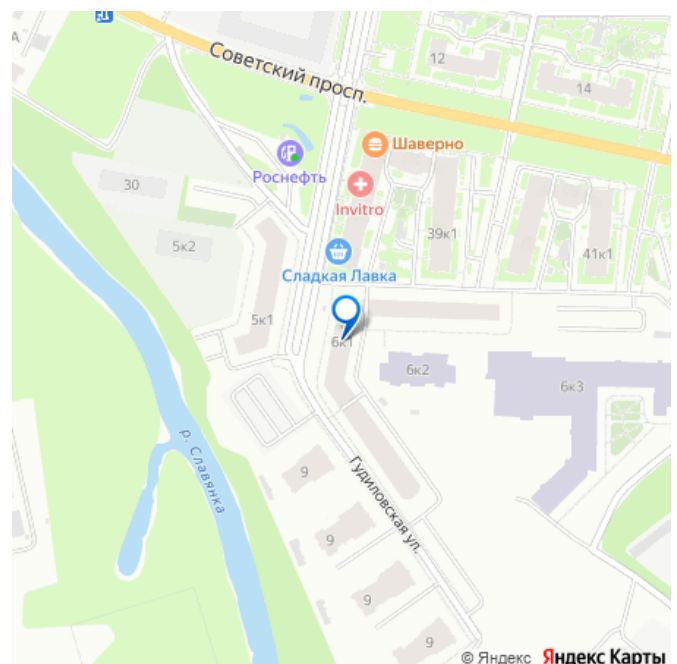 А
Советский просп.
12
14
Шаверно
Роснефть
30
Invitro
39к1
5к2
41к1
Сладкая Лавка
5к1
6к1
6к2
6к3
р. Славянка
9
Гудиловская ул.
9
9
9
© Яндекс Яндекс Карты